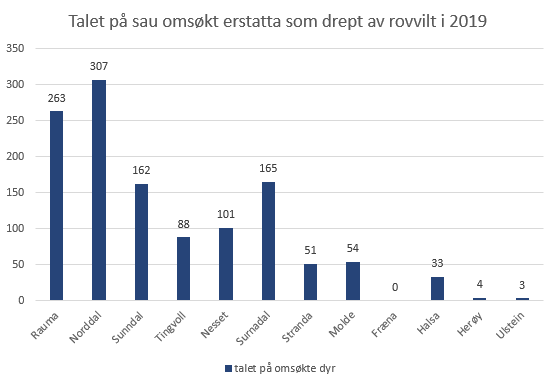 Talet på sau omsøkt erstatta som drept av rovvilt i 2019
350
300
250
200
150
100
50
0
263
307
162
88
101
165
51
54
0
33
4
3
Rauma
Norddal
Sunndal
Tingvoll
Nesset
Surnadal
Stranda
Molde
Fræna
Halsa
Herøy
Ulstein
talet på omsøkte dyr